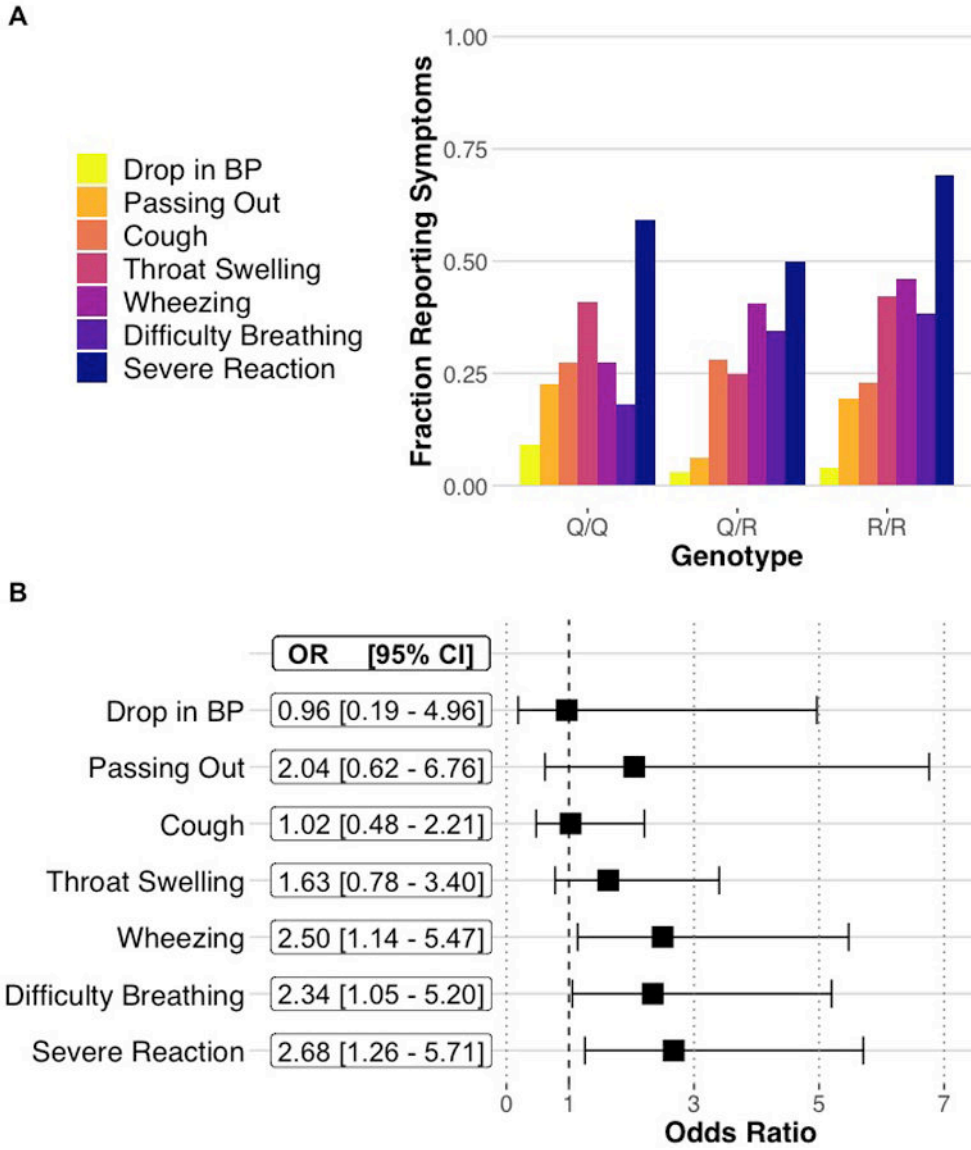 A
Drop in BP
Passing Out
Cough
Throat Swelling
Wheezing
Difficulty Breathing
Severe Reaction
Fraction Reporting Symptoms
1.00
0.75
0.50
0.25
0.00
Q/Q Q/R R/R
Genotype
B
OR [95% CI]
Drop in BP 0.96 [0.19 - 4.96]
Passing Out 2.04 [0.62 - 6.76]
Cough 1.02 [0.48 - 2.21]
Throat Swelling 1.63 [0.78 - 3.40]
Wheezing 2.50 [1.14 - 5.47]
Difficulty Breathing 2.34 [1.05 - 5.20]
Severe Reaction 2.68 [1.26 - 5.71]
0 1 3 5 7
Odds Ratio